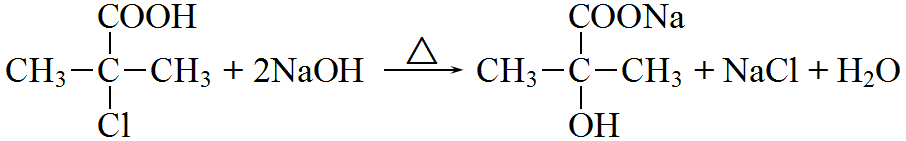 COOH COONa
CH₃−C−CH₃ + 2NaOH △→ CH₃−C−CH₃ + NaCl + H₂O
Cl OH